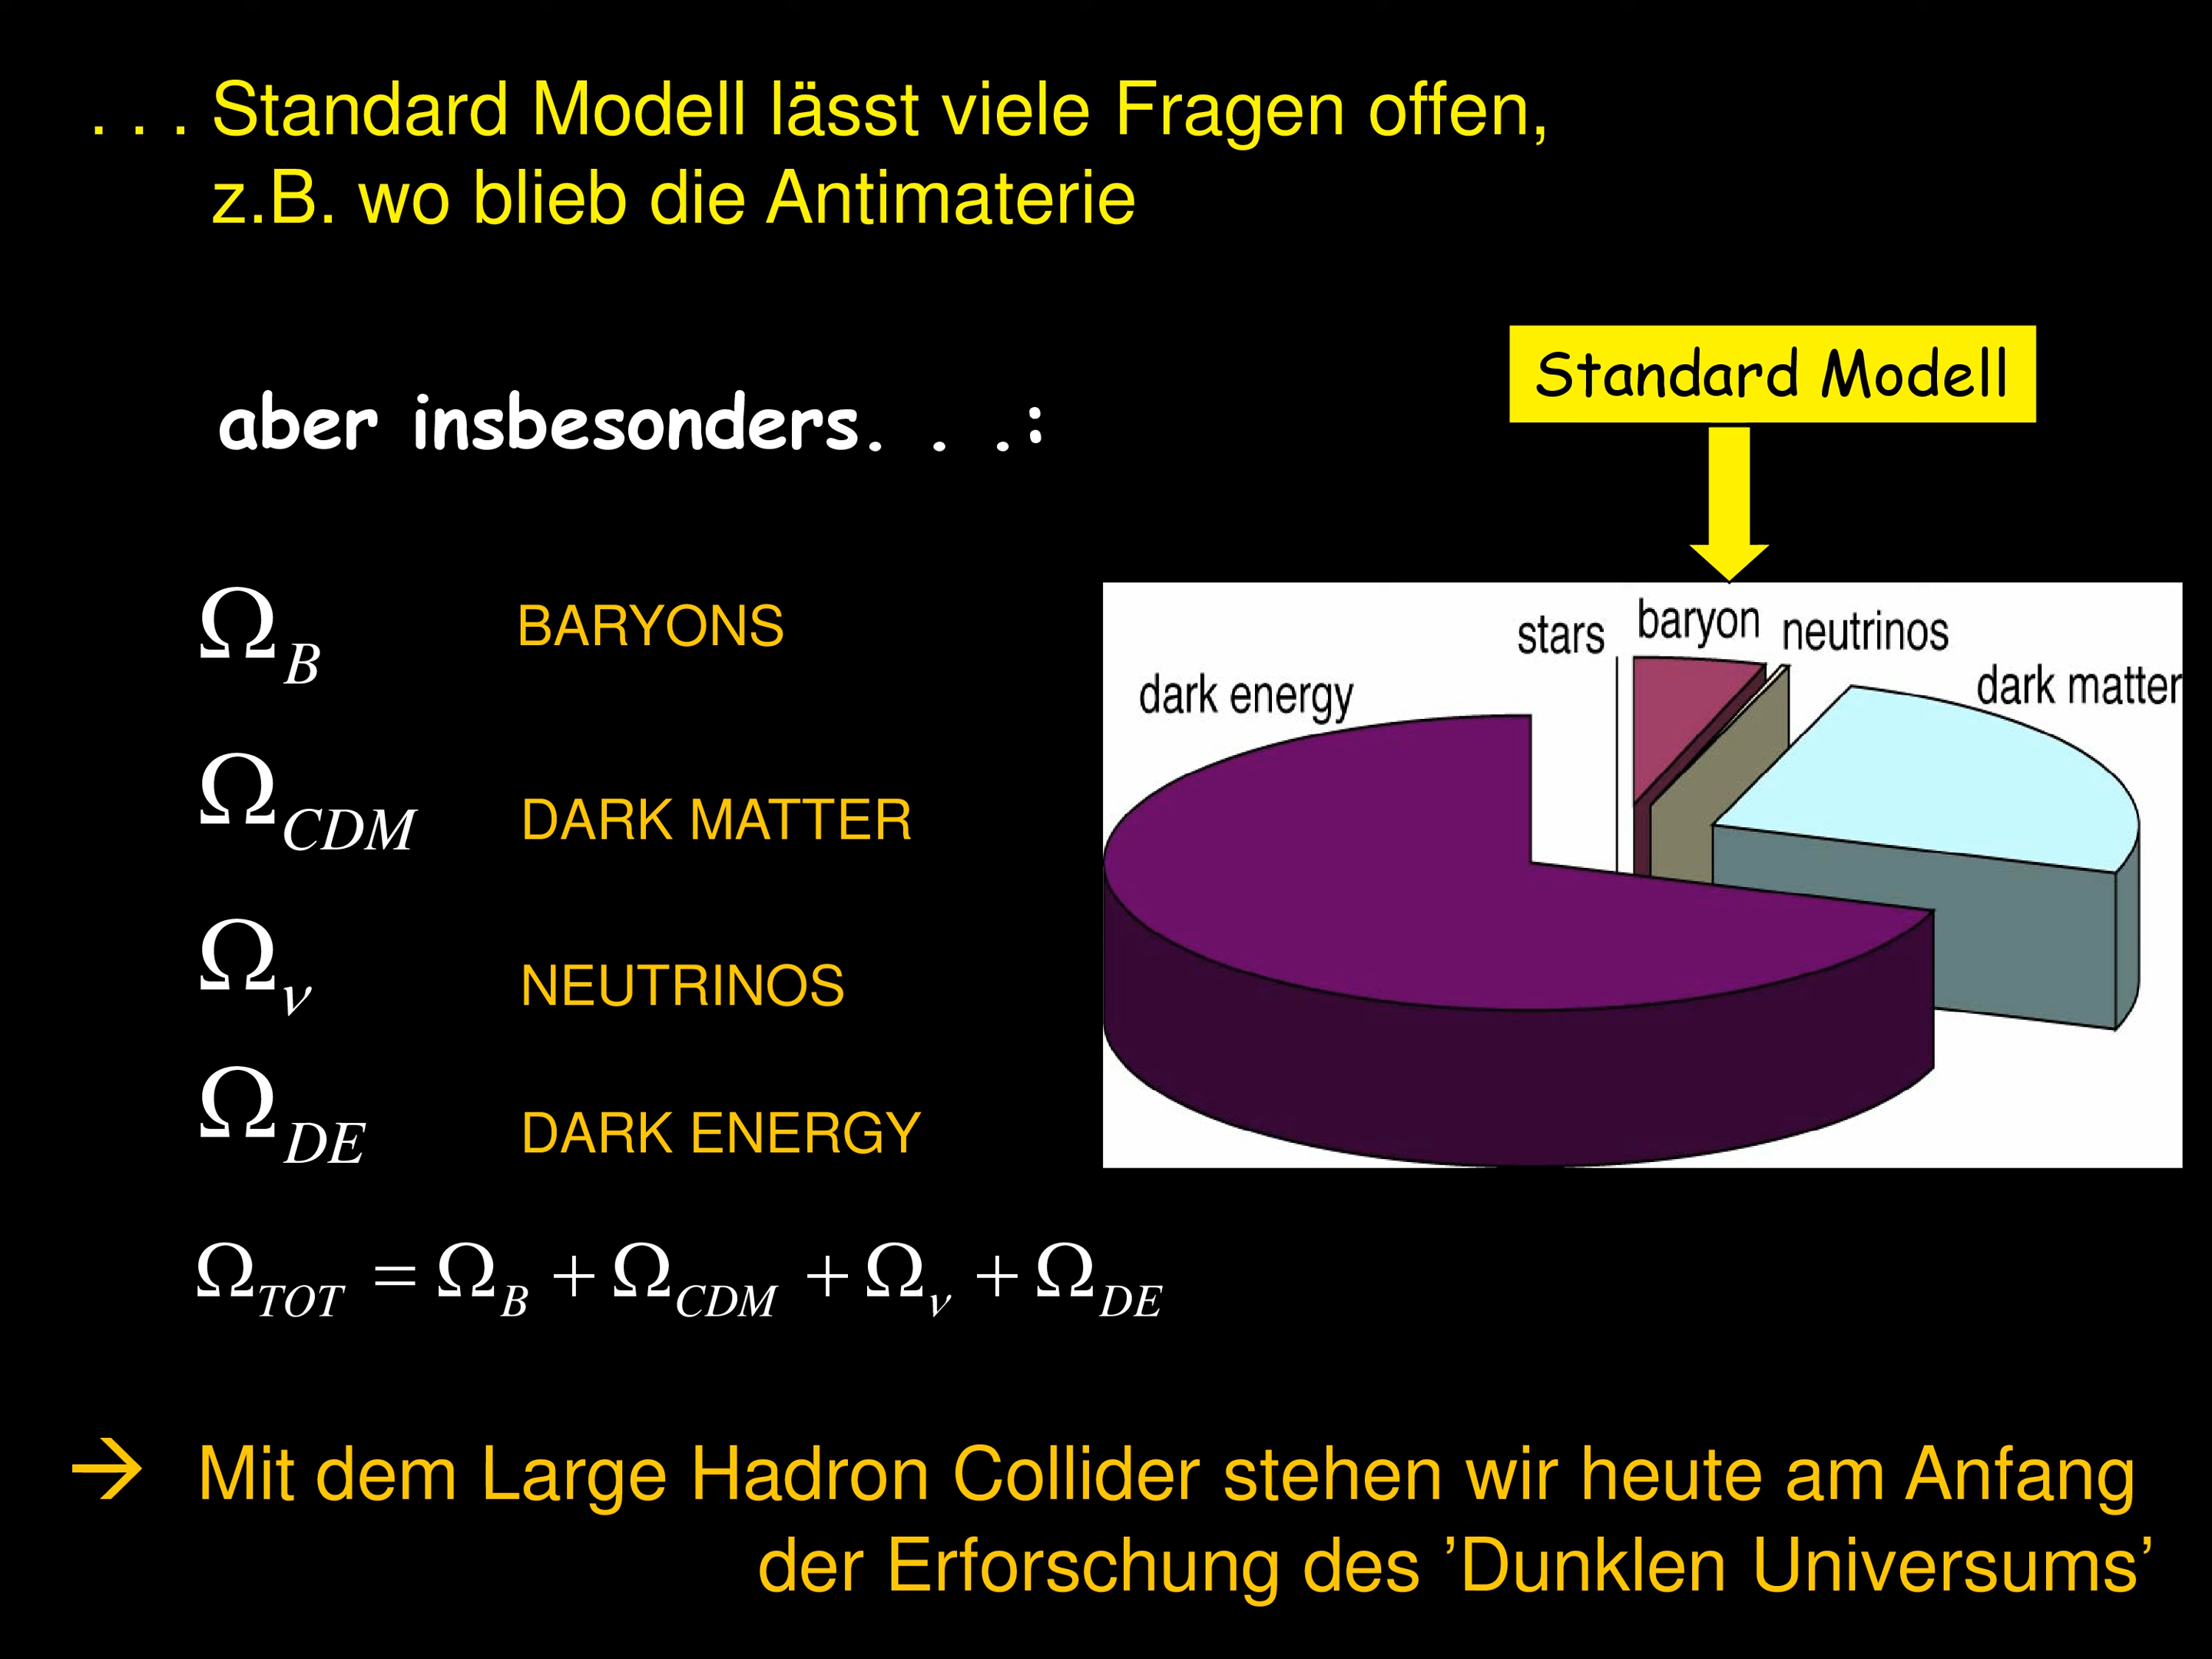 . . . Standard Modell lässt viele Fragen offen,
z.B. wo blieb die Antimaterie
Standard Modell
aber insbesonders. . .:
Ω_B BARYONS
Ω_CDM DARK MATTER
Ω_ν NEUTRINOS
Ω_DE DARK ENERGY
stars baryon neutrinos
dark energy dark matter
Ω_TOT = Ω_B + Ω_CDM + Ω_ν + Ω_DE
→ Mit dem Large Hadron Collider stehen wir heute am Anfang
der Erforschung des ’Dunklen Universums’